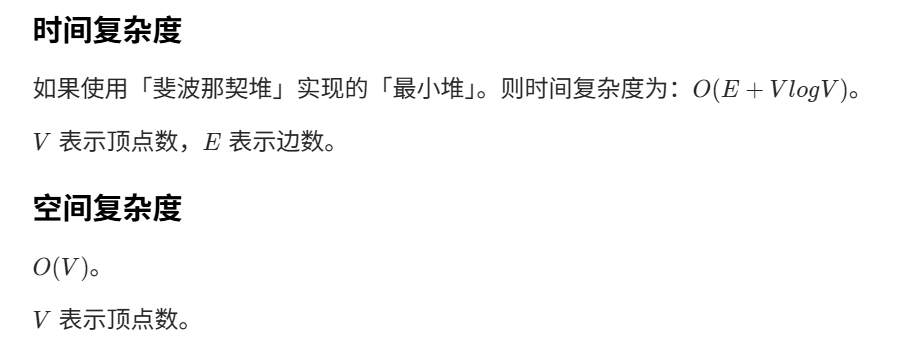 时间复杂度
如果使用「斐波那契堆」实现的「最小堆」。则时间复杂度为：O(E + VlogV)。
V 表示顶点数，E 表示边数。
空间复杂度
O(V)。
V 表示顶点数。